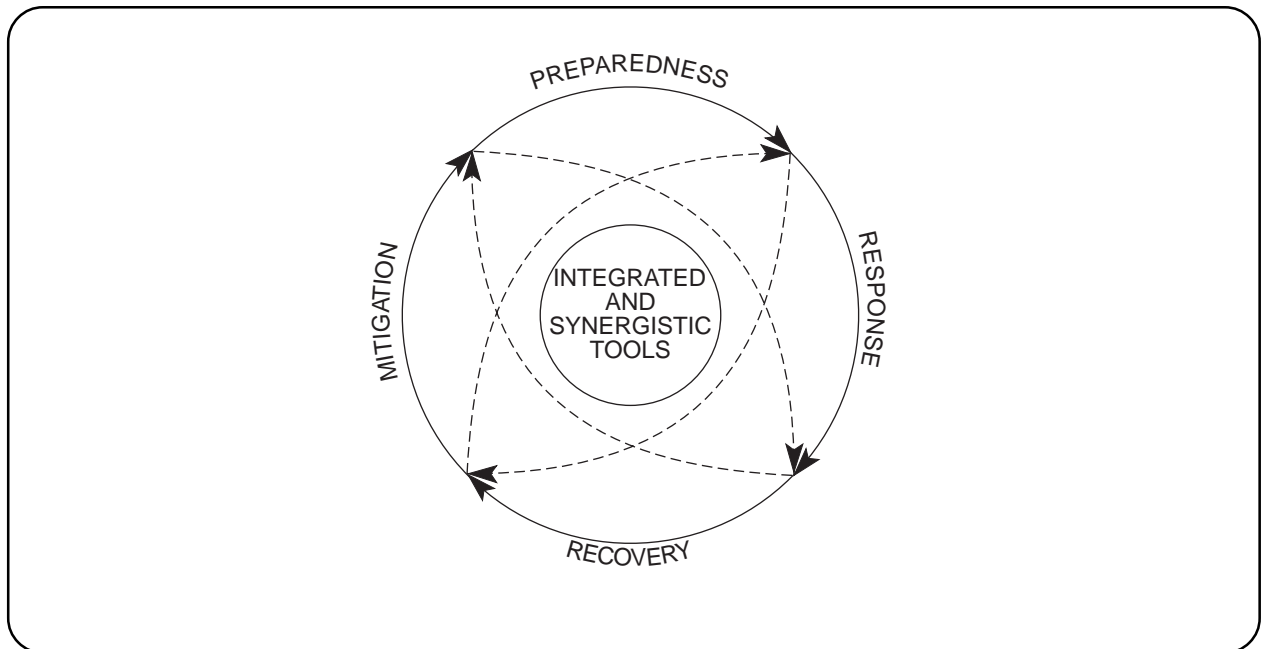 PREPAREDNESS
MITIGATION
RESPONSE
INTEGRATED
AND
SYNERGISTIC
TOOLS
RECOVERY